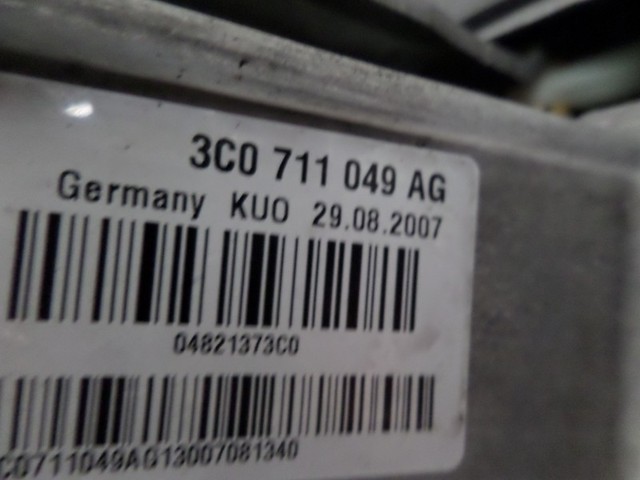 3C0 711 049 AG
Germany KUO 29.08.2007
04821373C0
C0711049AG13007081340